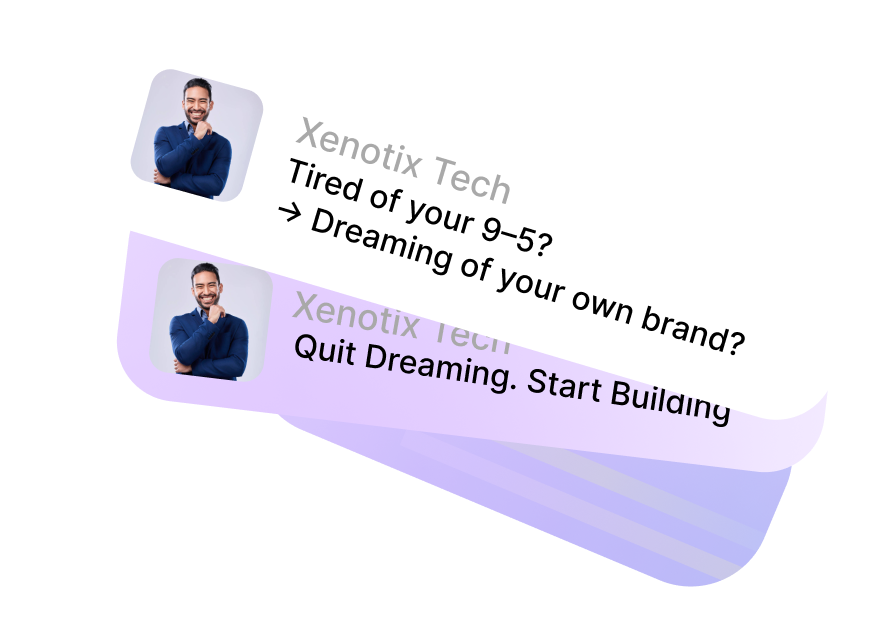 Xenotix Tech
Tired of your 9–5?
→ Dreaming of your own brand?
Xenotix Tech
Quit Dreaming. Start Building